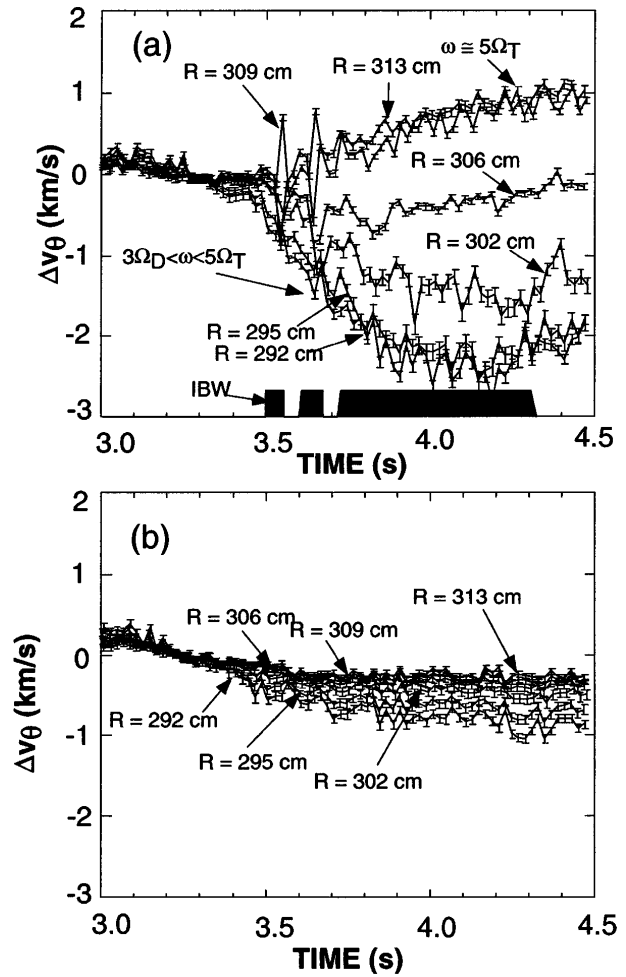 (a)
ω ≅ 5Ω_T
R = 309 cm
R = 313 cm
R = 306 cm
R = 302 cm
3Ω_D<ω<5Ω_T
R = 295 cm
R = 292 cm
IBW
1
0
-1
-2
-3
Δv_θ (km/s)
3.0 3.5 4.0 4.5
TIME (s)
(b)
R = 306 cm
R = 309 cm
R = 313 cm
R = 292 cm
R = 295 cm
R = 302 cm
2
1
0
-1
-2
-3
Δv_θ (km/s)
3.0 3.5 4.0 4.5
TIME (s)